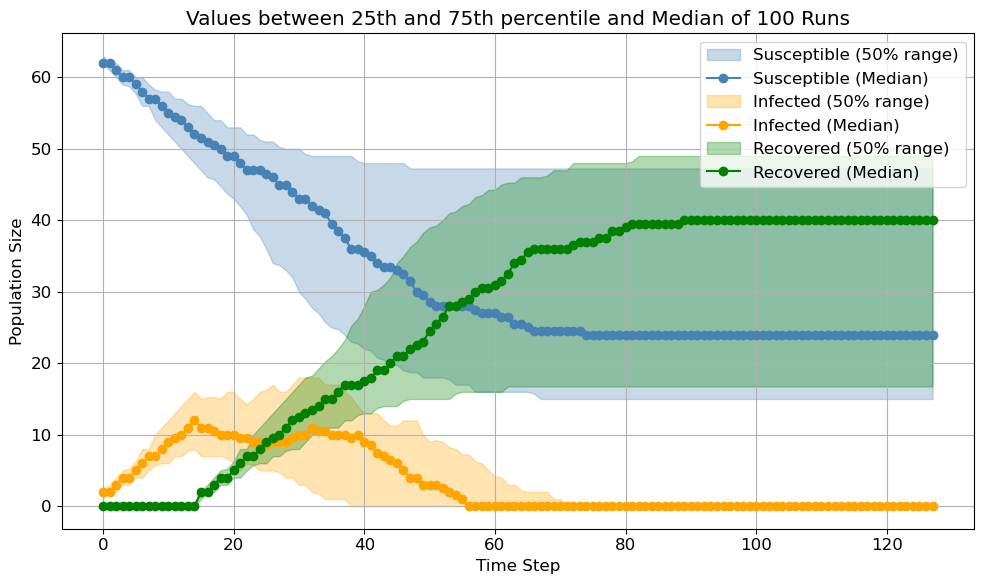 Values between 25th and 75th percentile and Median of 100 Runs
Susceptible (50% range)
Susceptible (Median)
Infected (50% range)
Infected (Median)
Recovered (50% range)
Recovered (Median)
Population Size
60
50
40
30
20
10
0
0 20 40 60 80 100 120
Time Step